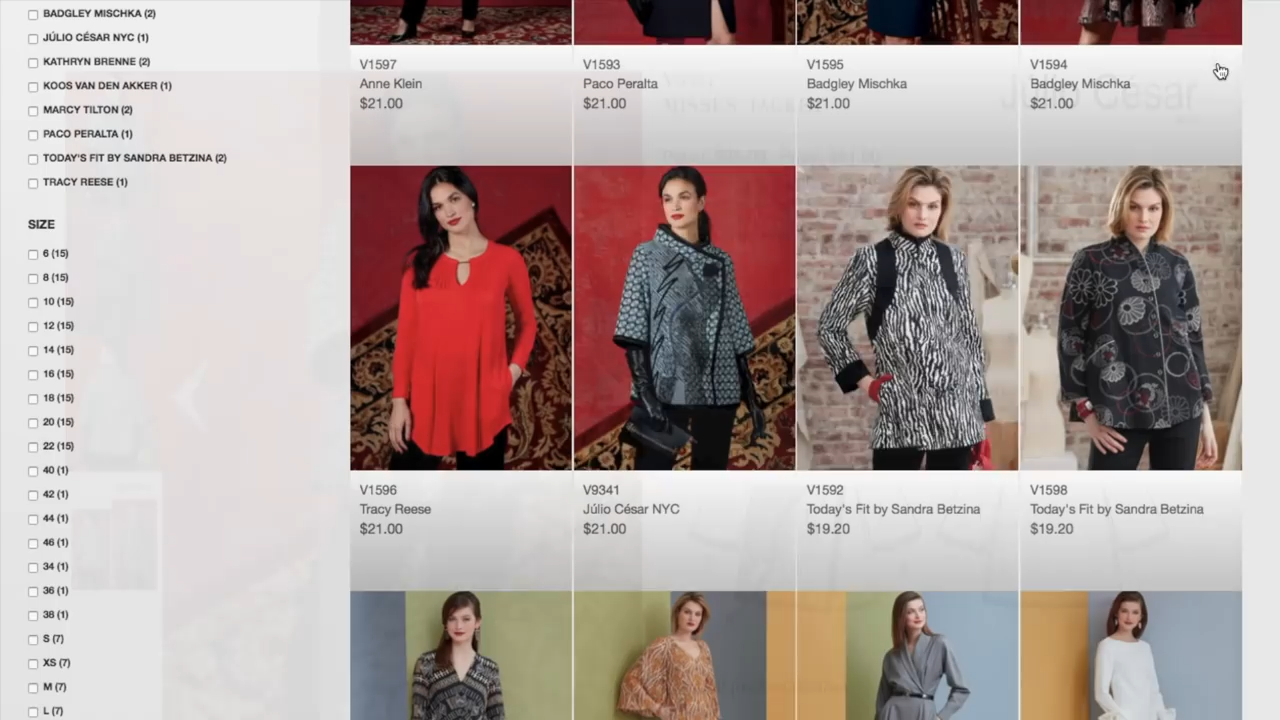 BADGLEY MISCHKA (2)
JÚLIO CÉSAR NYC (1)
KATHRYN BRENNE (2)
KOOS VAN DEN AKKER (1)
MARCY TILTON (2)
PACO PERALTA (1)
TODAY'S FIT BY SANDRA BETZINA (2)
TRACY REESE (1)
SIZE
6 (15)
8 (15)
10 (15)
12 (15)
14 (15)
16 (15)
18 (15)
20 (15)
22 (15)
40 (1)
42 (1)
44 (1)
46 (1)
34 (1)
36 (1)
38 (1)
S (7)
XS (7)
M (7)
L (7)
V1597
Anne Klein
$21.00
V1593
Paco Peralta
$21.00
V1595
Badgley Mischka
$21.00
V1594
Badgley Mischka
$21.00
Júlio César
V1596
Tracy Reese
$21.00
V9341
Júlio César NYC
$21.00
V1592
Today's Fit by Sandra Betzina
$19.20
V1598
Today's Fit by Sandra Betzina
$19.20